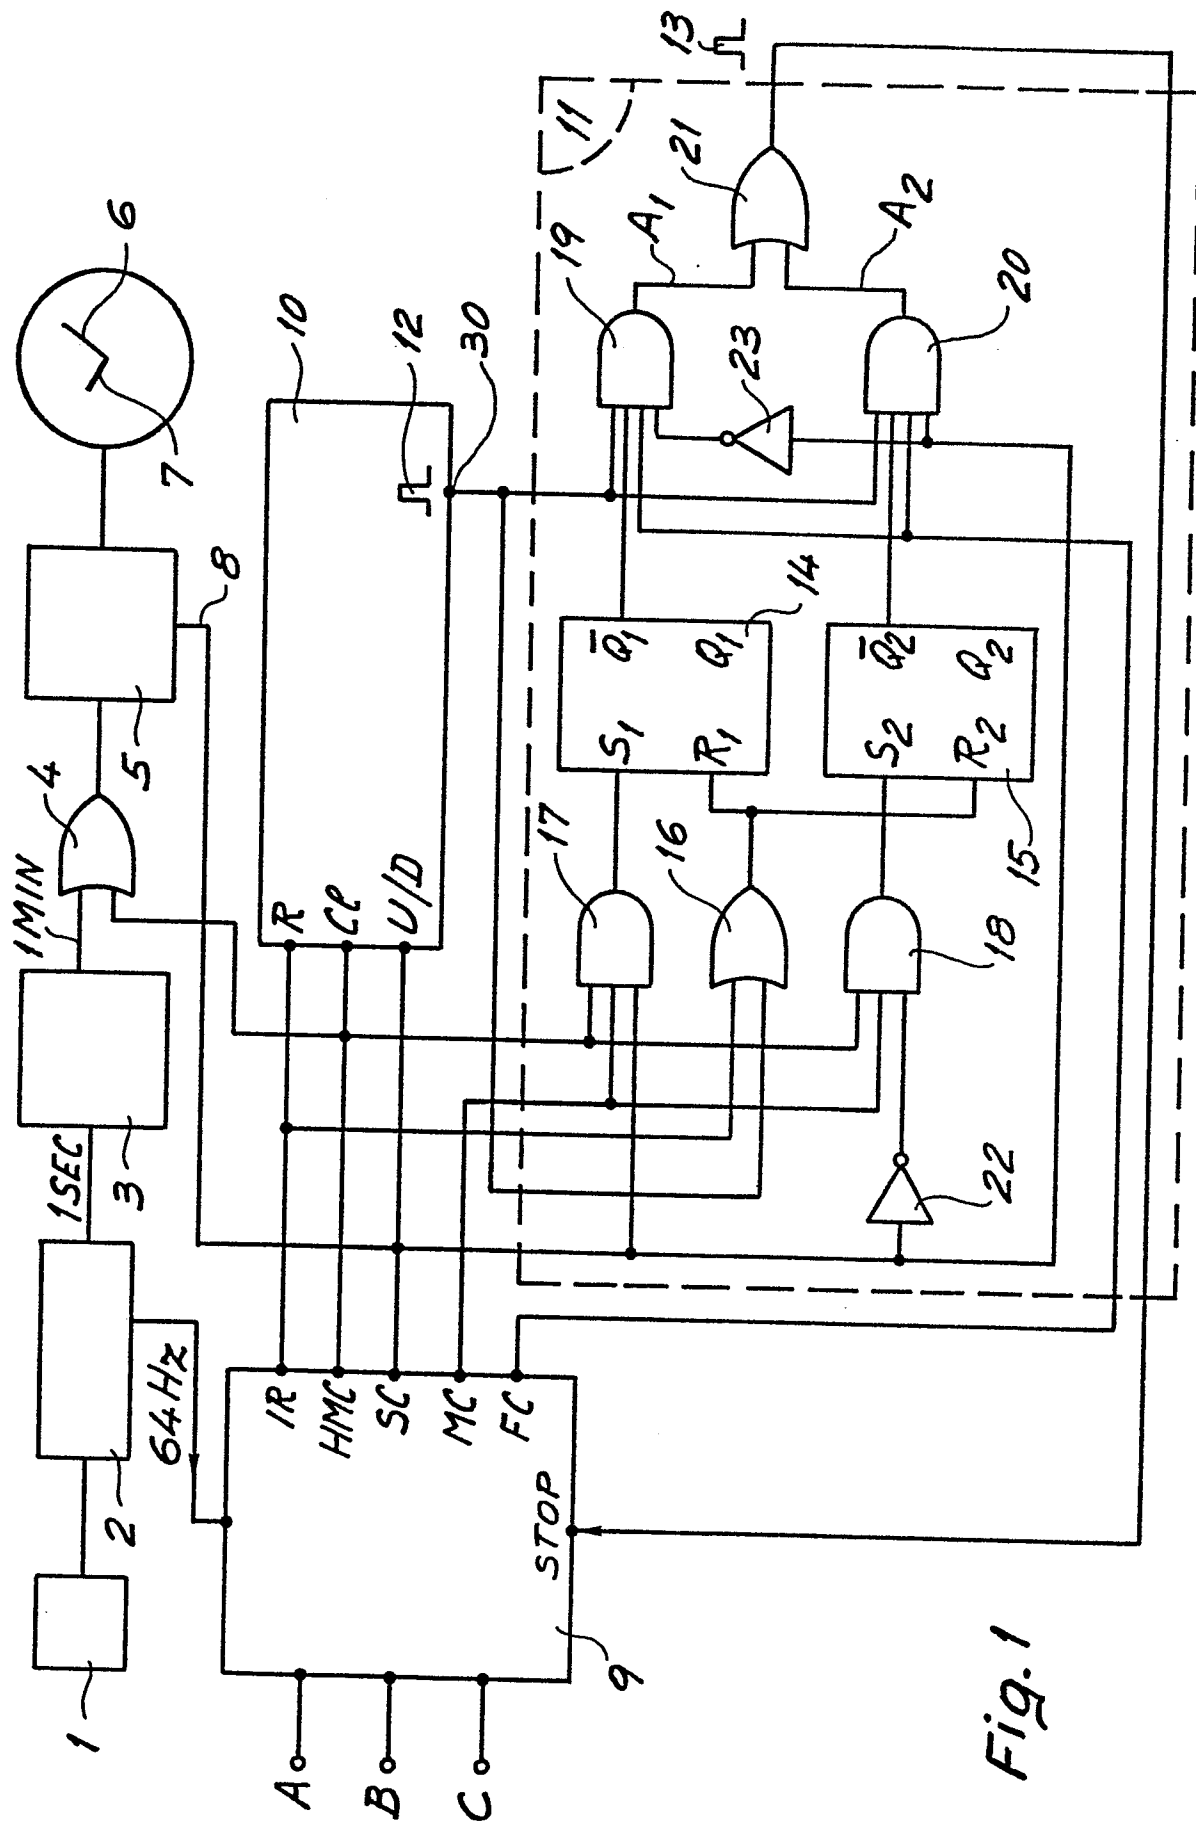 1
2
1SEC
3
1MIN
4
5
6
7
64Hz
8
A
B
C
9
IR
HMC
SC
MC
FC
STOP
R
Cl
U/D
10
12
30
11
13
17
16
18
22
S1
Q̅1
R1
Q1
14
S2
Q̅2
R2
Q2
15
19
23
20
A1
A2
21
Fig. 1